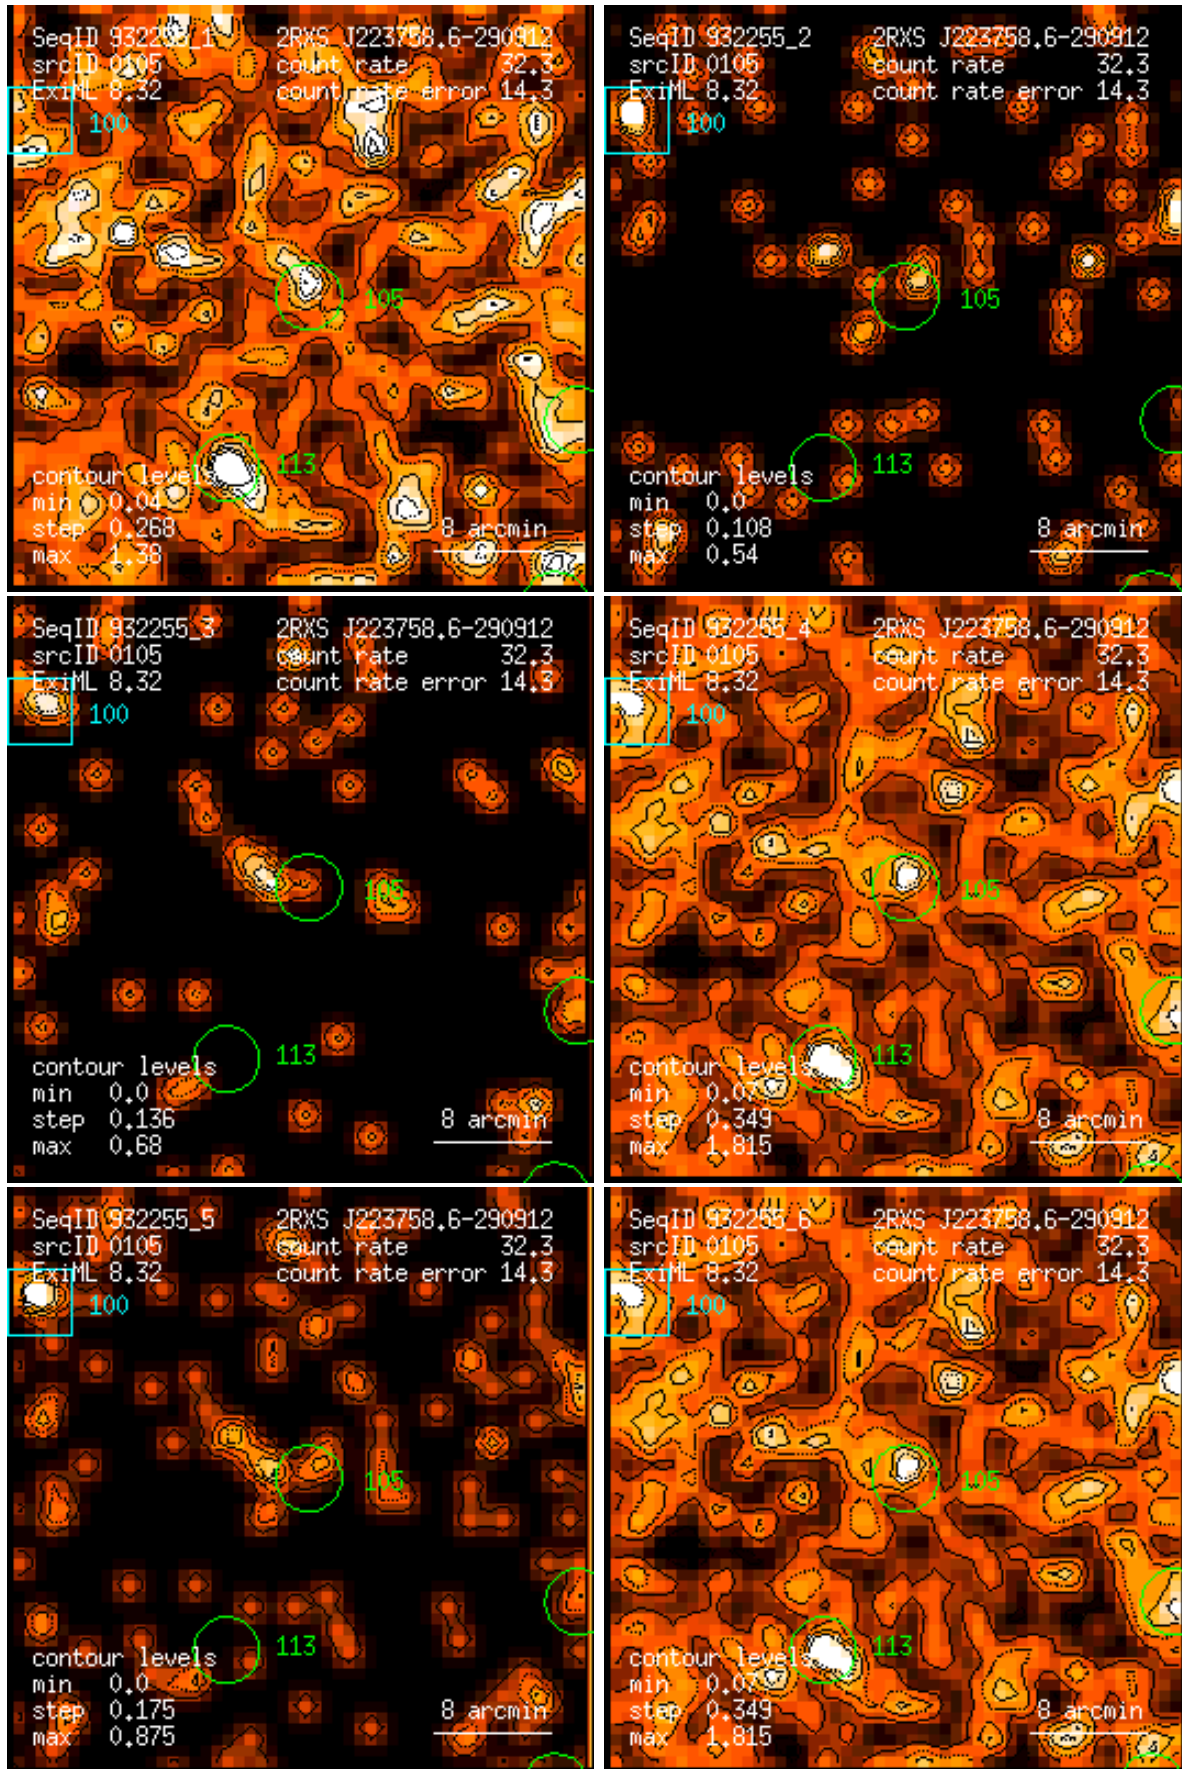 SeqID 932255_1 2RXS J223758.6-290912
srcID 0105 count rate 32.3
ExiML 8.32 count rate error 14.3
100
105
113
contour levels
min 0.04
step 0.268 8 arcmin
max 1.38
SeqID 932255_2 2RXS J223758.6-290912
srcID 0105 count rate 32.3
ExiML 8.32 count rate error 14.3
100
105
113
contour levels
min 0.0
step 0.108 8 arcmin
max 0.54
SeqID 932255_3 2RXS J223758.6-290912
srcID 0105 count rate 32.3
ExiML 8.32 count rate error 14.3
100
105
113
contour levels
min 0.0
step 0.136 8 arcmin
max 0.68
SeqID 932255_4 2RXS J223758.6-290912
srcID 0105 count rate 32.3
ExiML 8.32 count rate error 14.3
100
105
113
contour levels
min 0.07
step 0.349 8 arcmin
max 1.815
SeqID 932255_5 2RXS J223758.6-290912
srcID 0105 count rate 32.3
ExiML 8.32 count rate error 14.3
100
105
113
contour levels
min 0.0
step 0.175 8 arcmin
max 0.875
SeqID 932255_6 2RXS J223758.6-290912
srcID 0105 count rate 32.3
ExiML 8.32 count rate error 14.3
100
105
113
contour levels
min 0.07
step 0.349 8 arcmin
max 1.815